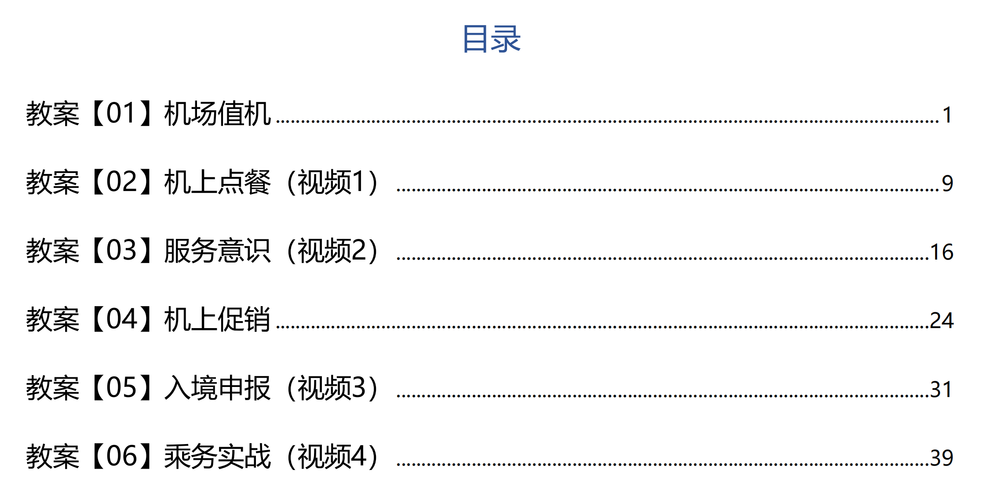 目录
教案【01】机场值机........................1
教案【02】机上点餐（视频1）........................9
教案【03】服务意识（视频2）........................16
教案【04】机上促销........................24
教案【05】入境申报（视频3）........................31
教案【06】乘务实战（视频4）........................39